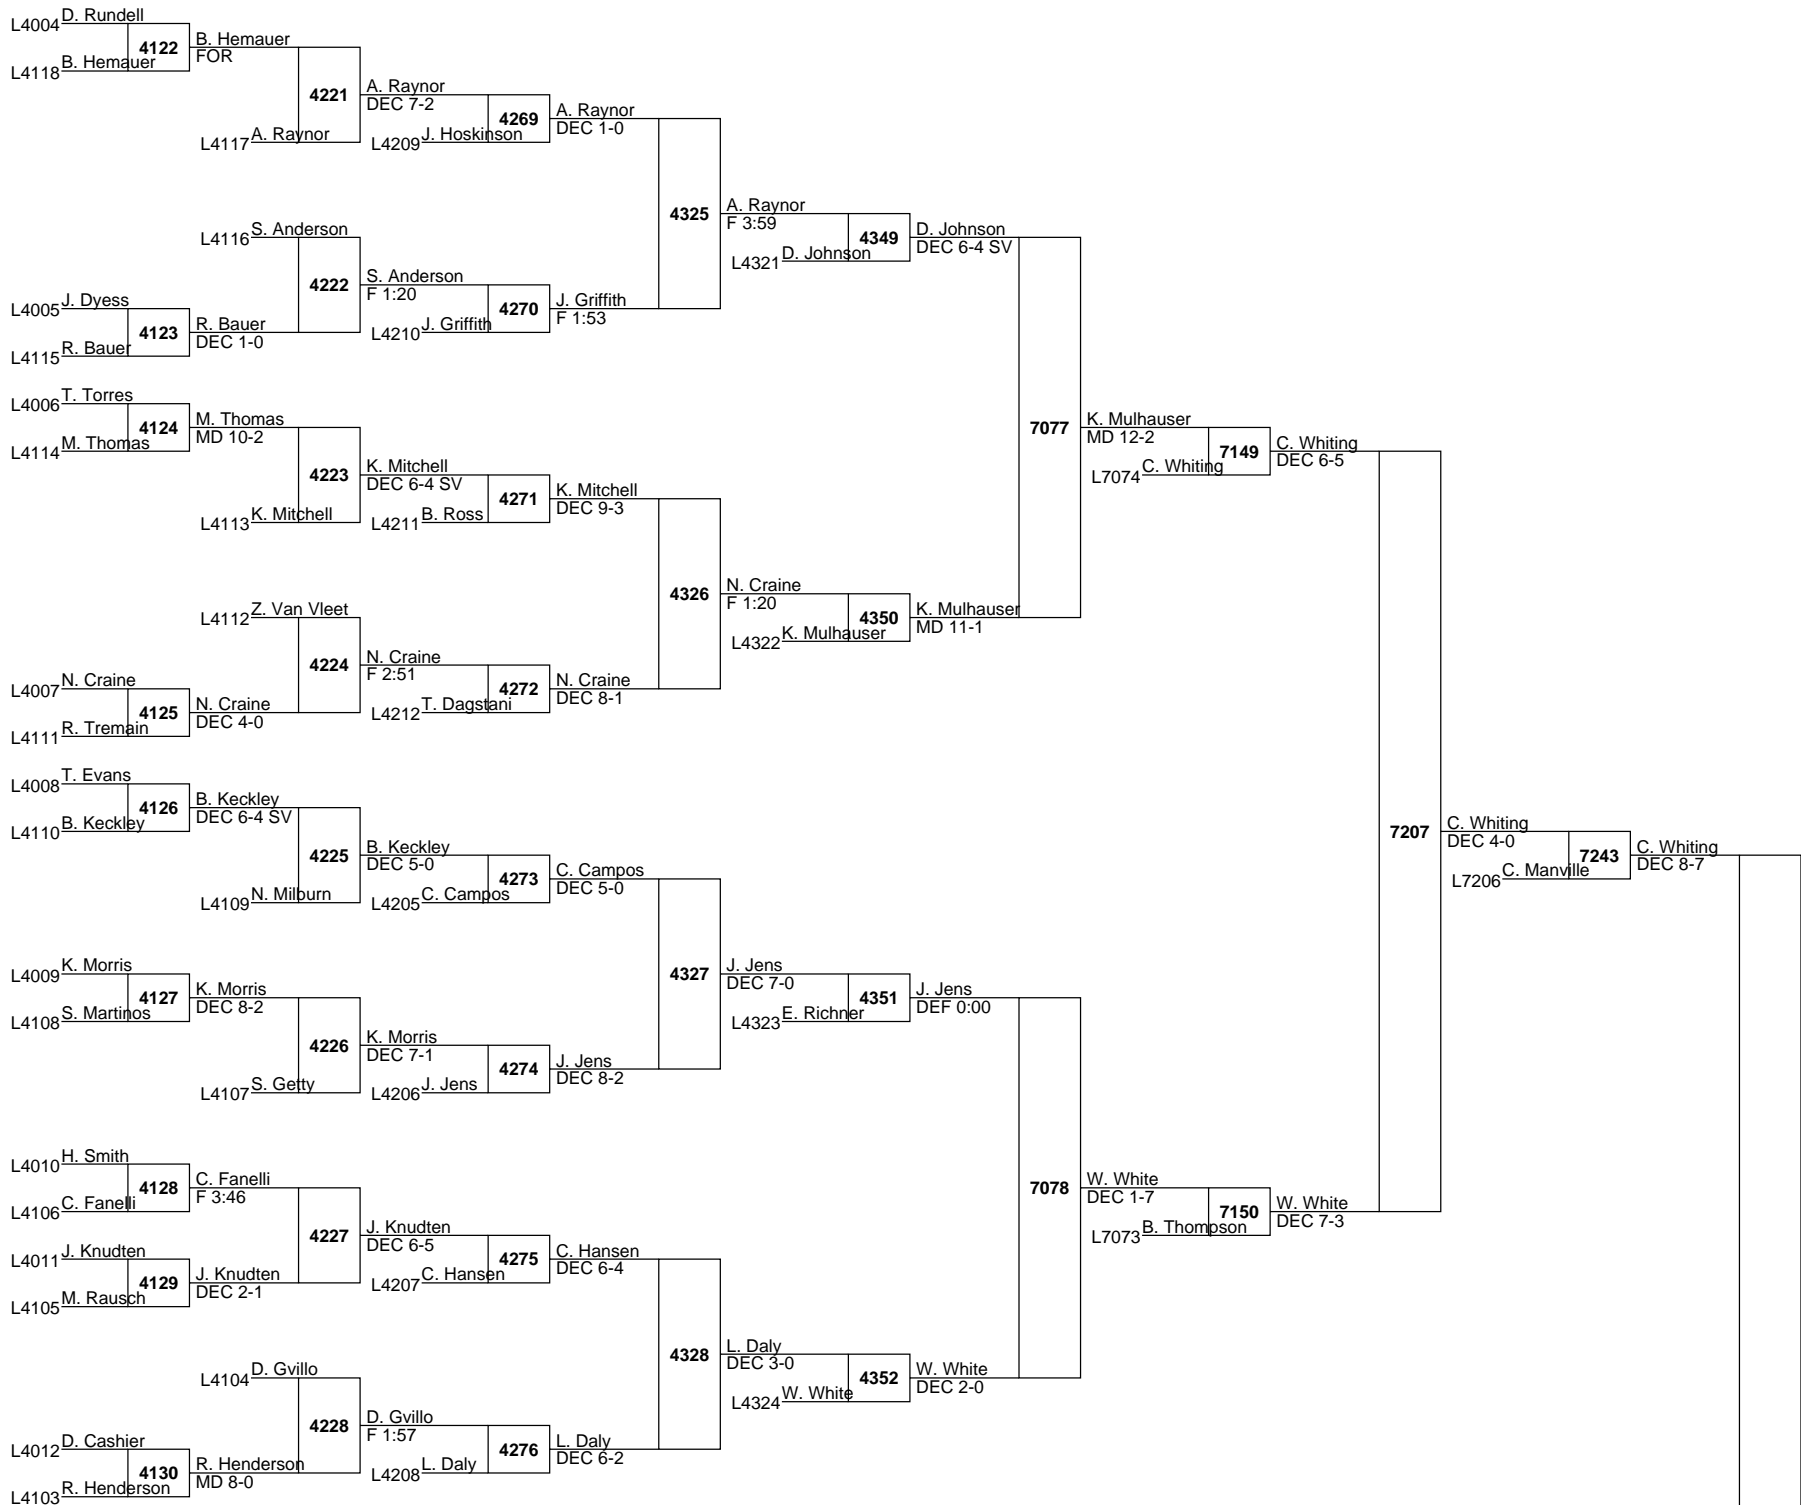 L4004 D. Rundell
4122
L4118 B. Hemauer
B. Hemauer
FOR
4221
L4117 A. Raynor
A. Raynor
DEC 7-2
4269
L4209 J. Hoskinson
A. Raynor
DEC 1-0
4325
L4116 S. Anderson
4222
L4005 J. Dyess
4123
L4115 R. Bauer
R. Bauer
DEC 1-0
S. Anderson
F 1:20
4270
L4210 J. Griffith
J. Griffith
F 1:53
A. Raynor
F 3:59
4349
L4321 D. Johnson
D. Johnson
DEC 6-4 SV
7077
L4006 T. Torres
4124
L4114 M. Thomas
M. Thomas
MD 10-2
4223
L4113 K. Mitchell
K. Mitchell
DEC 6-4 SV
4271
L4211 B. Ross
K. Mitchell
DEC 9-3
4326
L4112 Z. Van Vleet
4224
L4007 N. Craine
4125
L4111 R. Tremain
N. Craine
DEC 4-0
N. Craine
F 2:51
4272
L4212 T. Dagstani
N. Craine
DEC 8-1
N. Craine
F 1:20
4350
L4322 K. Mulhauser
K. Mulhauser
MD 11-1
K. Mulhauser
MD 12-2
7149
L7074 C. Whiting
C. Whiting
DEC 6-5
7207
L4008 T. Evans
4126
L4110 B. Keckley
B. Keckley
DEC 6-4 SV
4225
L4109 N. Milburn
B. Keckley
DEC 5-0
4273
L4205 C. Campos
C. Campos
DEC 5-0
4327
L4009 K. Morris
4127
L4108 S. Martinos
K. Morris
DEC 8-2
4226
L4107 S. Getty
K. Morris
DEC 7-1
4274
L4206 J. Jens
J. Jens
DEC 8-2
J. Jens
DEC 7-0
4351
L4323 E. Richner
J. Jens
DEF 0:00
7078
L4010 H. Smith
4128
L4106 C. Fanelli
C. Fanelli
F 3:46
4227
L4011 J. Knudten
4129
L4105 M. Rausch
J. Knudten
DEC 2-1
J. Knudten
DEC 6-5
4275
L4207 C. Hansen
C. Hansen
DEC 6-4
4328
L4104 D. Gvillo
4228
L4012 D. Cashier
4130
L4103 R. Henderson
R. Henderson
MD 8-0
D. Gvillo
F 1:57
4276
L4208 L. Daly
L. Daly
DEC 6-2
L. Daly
DEC 3-0
4352
L4324 W. White
W. White
DEC 2-0
W. White
DEC 1-7
7150
L7073 B. Thompson
W. White
DEC 7-3
C. Whiting
DEC 4-0
7243
L7206 C. Manville
C. Whiting
DEC 8-7